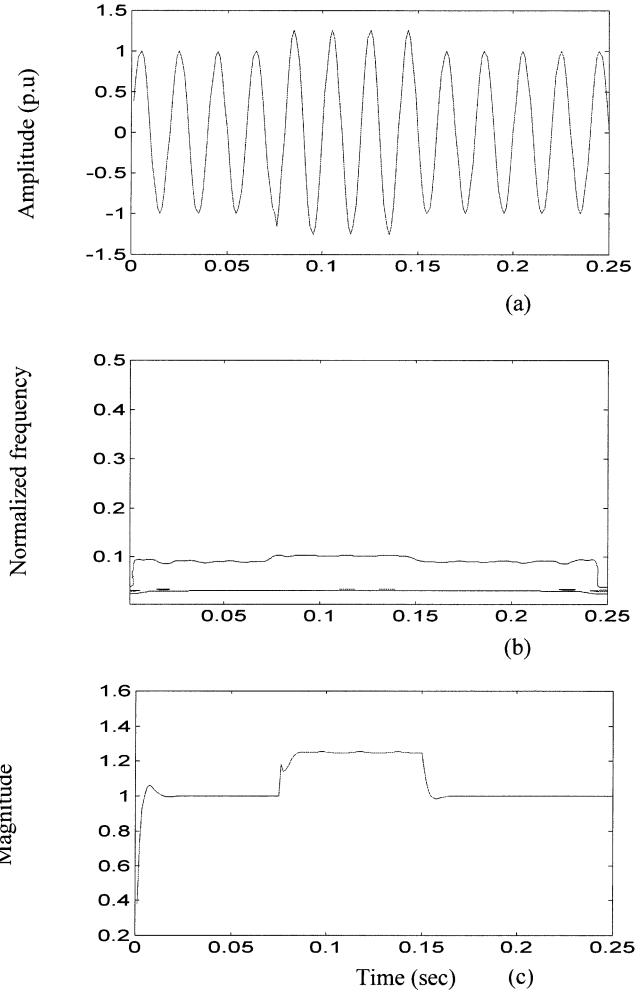 1.5
1
0.5
0
-0.5
-1
-1.5
Amplitude (p.u)
0 0.05 0.1 0.15 0.2 0.25
(a)
0.5
0.4
0.3
0.2
0.1
Normalized frequency
0.05 0.1 0.15 0.2 0.25
(b)
1.6
1.4
1.2
1
0.8
0.6
0.4
0.2
Magnitude
0 0.05 0.1 0.15 0.2 0.25
Time (sec) (c)